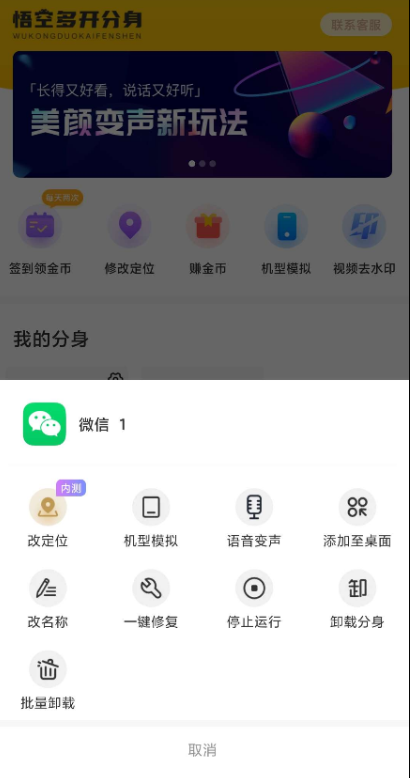 悟空多开分身
WUKONGDUOKAIFENSHEN
联系客服
「长得又好看，说话又好听」
美颜变声新玩法
每天两次
签到领金币 修改定位 赚金币 机型模拟 视频去水印
我的分身
微信 1
内测
改定位 机型模拟 语音变声 添加至桌面
改名称 一键修复 停止运行 卸载分身
卸
批量卸载
取消